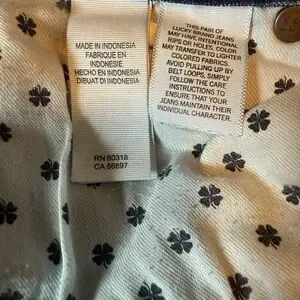 MADE IN INDONESIA
FABRIQUE EN
INDONESIE
HECHO EN INDONESIA
DIBUAT DI INDONESIA
RN 80318
CA 56897
THIS PAIR OF
LUCKY BRAND JEANS
MAY HAVE INTENTIONAL
RIPS OR HOLES. COLOR
MAY TRANSFER TO LIGHTER
COLORED FABRICS.
AVOID PULLING UP BY
BELT LOOPS, SIMPLY
FOLLOW THE CARE
INSTRUCTIONS TO
ENSURE THAT YOUR
JEANS MAINTAIN THEIR
INDIVIDUAL CHARACTER.